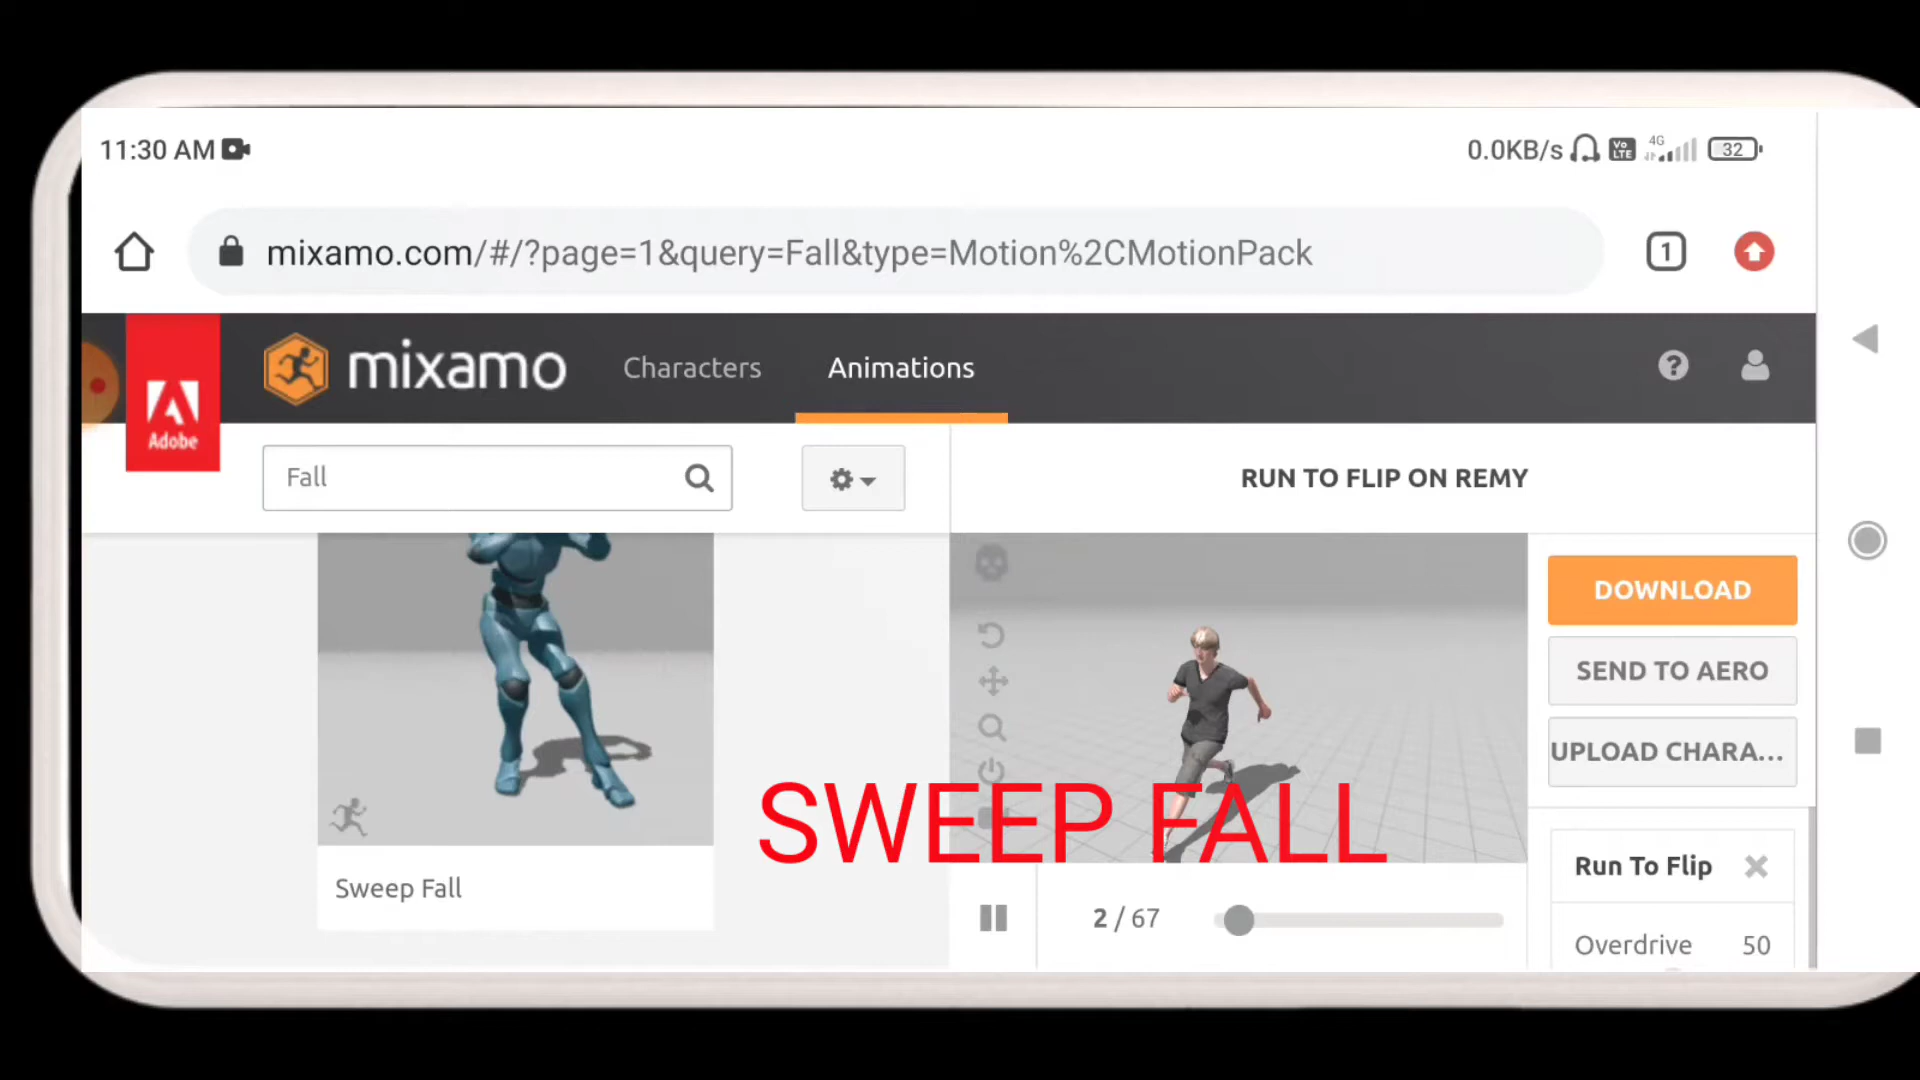 11:30 AM
0.0KB/s
Vo LTE
4G
32
mixamo.com/#/?page=1&query=Fall&type=Motion%2CMotionPack
1
Adobe
mixamo
Characters
Animations
?
Fall
RUN TO FLIP ON REMY
DOWNLOAD
SEND TO AERO
UPLOAD CHARA...
SWEEP FALL
Sweep Fall
2 / 67
Run To Flip
Overdrive 50